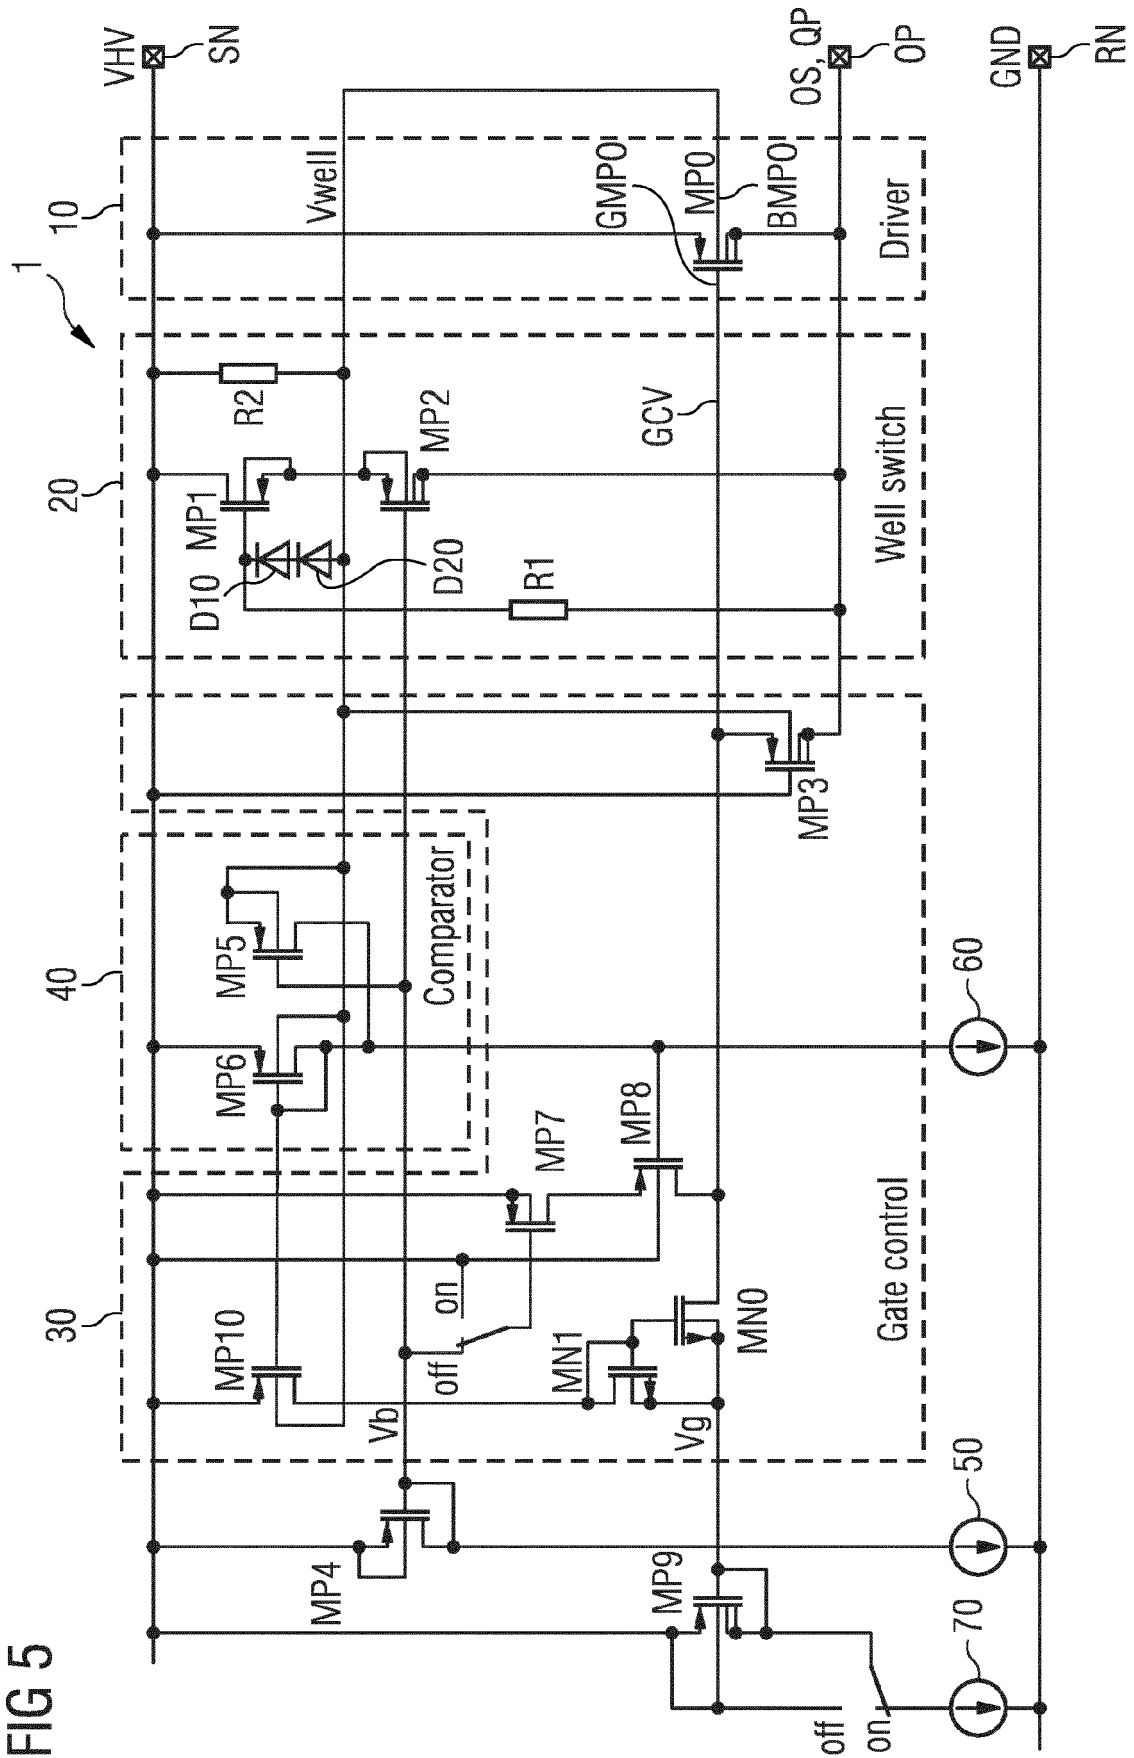 FIG 5
1
10
20
30
40
VHV
SN
Vwell
R2
MP1
D10
D20
MP2
R1
GCV
GMP0
MP0
BMP0
OS, QP
OP
GND
RN
Driver
Well switch
MP3
MP5
MP6
Comparator
MP7
MP8
MP10
off
on
MN1
MN0
Gate control
Vb
Vg
MP4
MP9
50
60
70
off
on